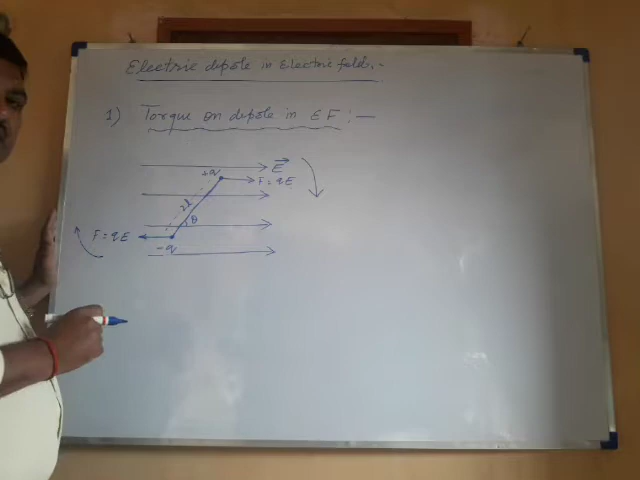 Electric dipole in Electric field:-
1) Torque on dipole in EF:—
+q E
F = qE
2l
θ
F = qE
-q